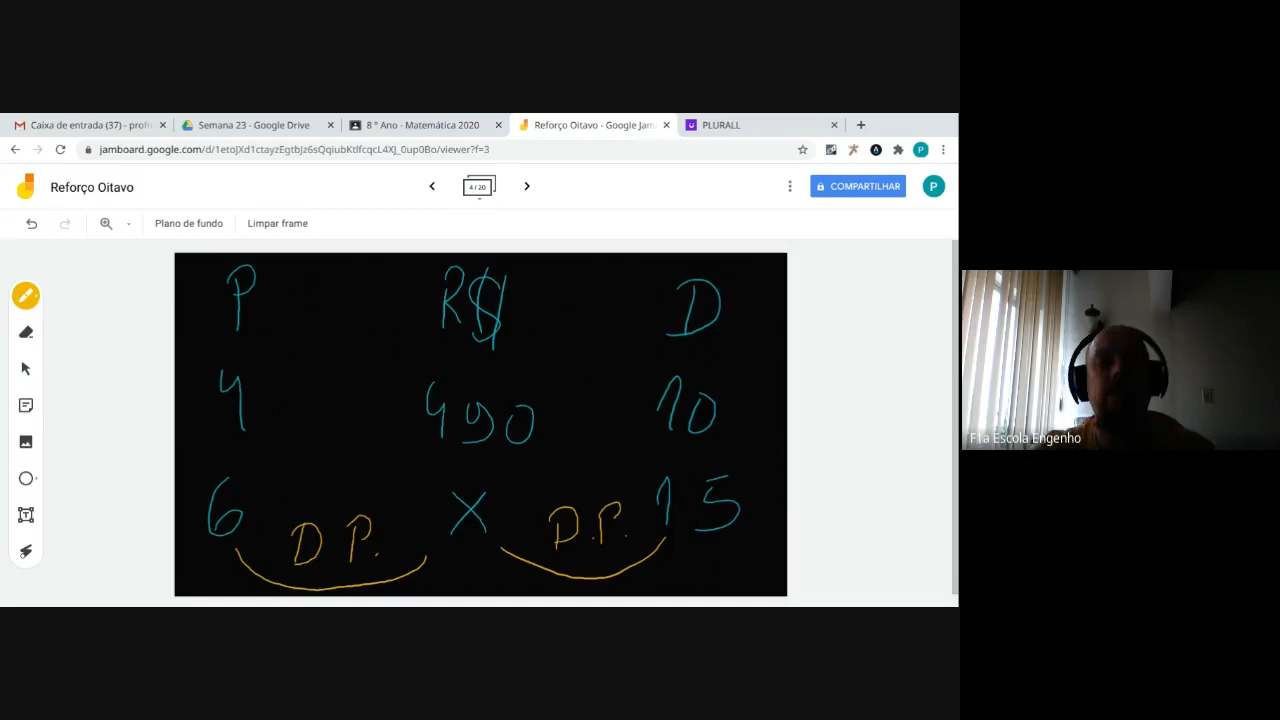 Caixa de entrada (37) - profi
Semana 23 - Google Drive
8 º Ano - Matemática 2020
Reforço Oitavo - Google Jam
PLURALL
jamboard.google.com/d/1etoJXd1ctayzEgtbJz6sQqiubKtlfcqcL4XJ_0up0Bo/viewer?f=3
P
Reforço Oitavo
4 / 20
COMPARTILHAR
P
Plano de fundo
Limpar frame
P R$ D
4 490 10
6 X 15
D P. D.P.
F1a Escola Engenho